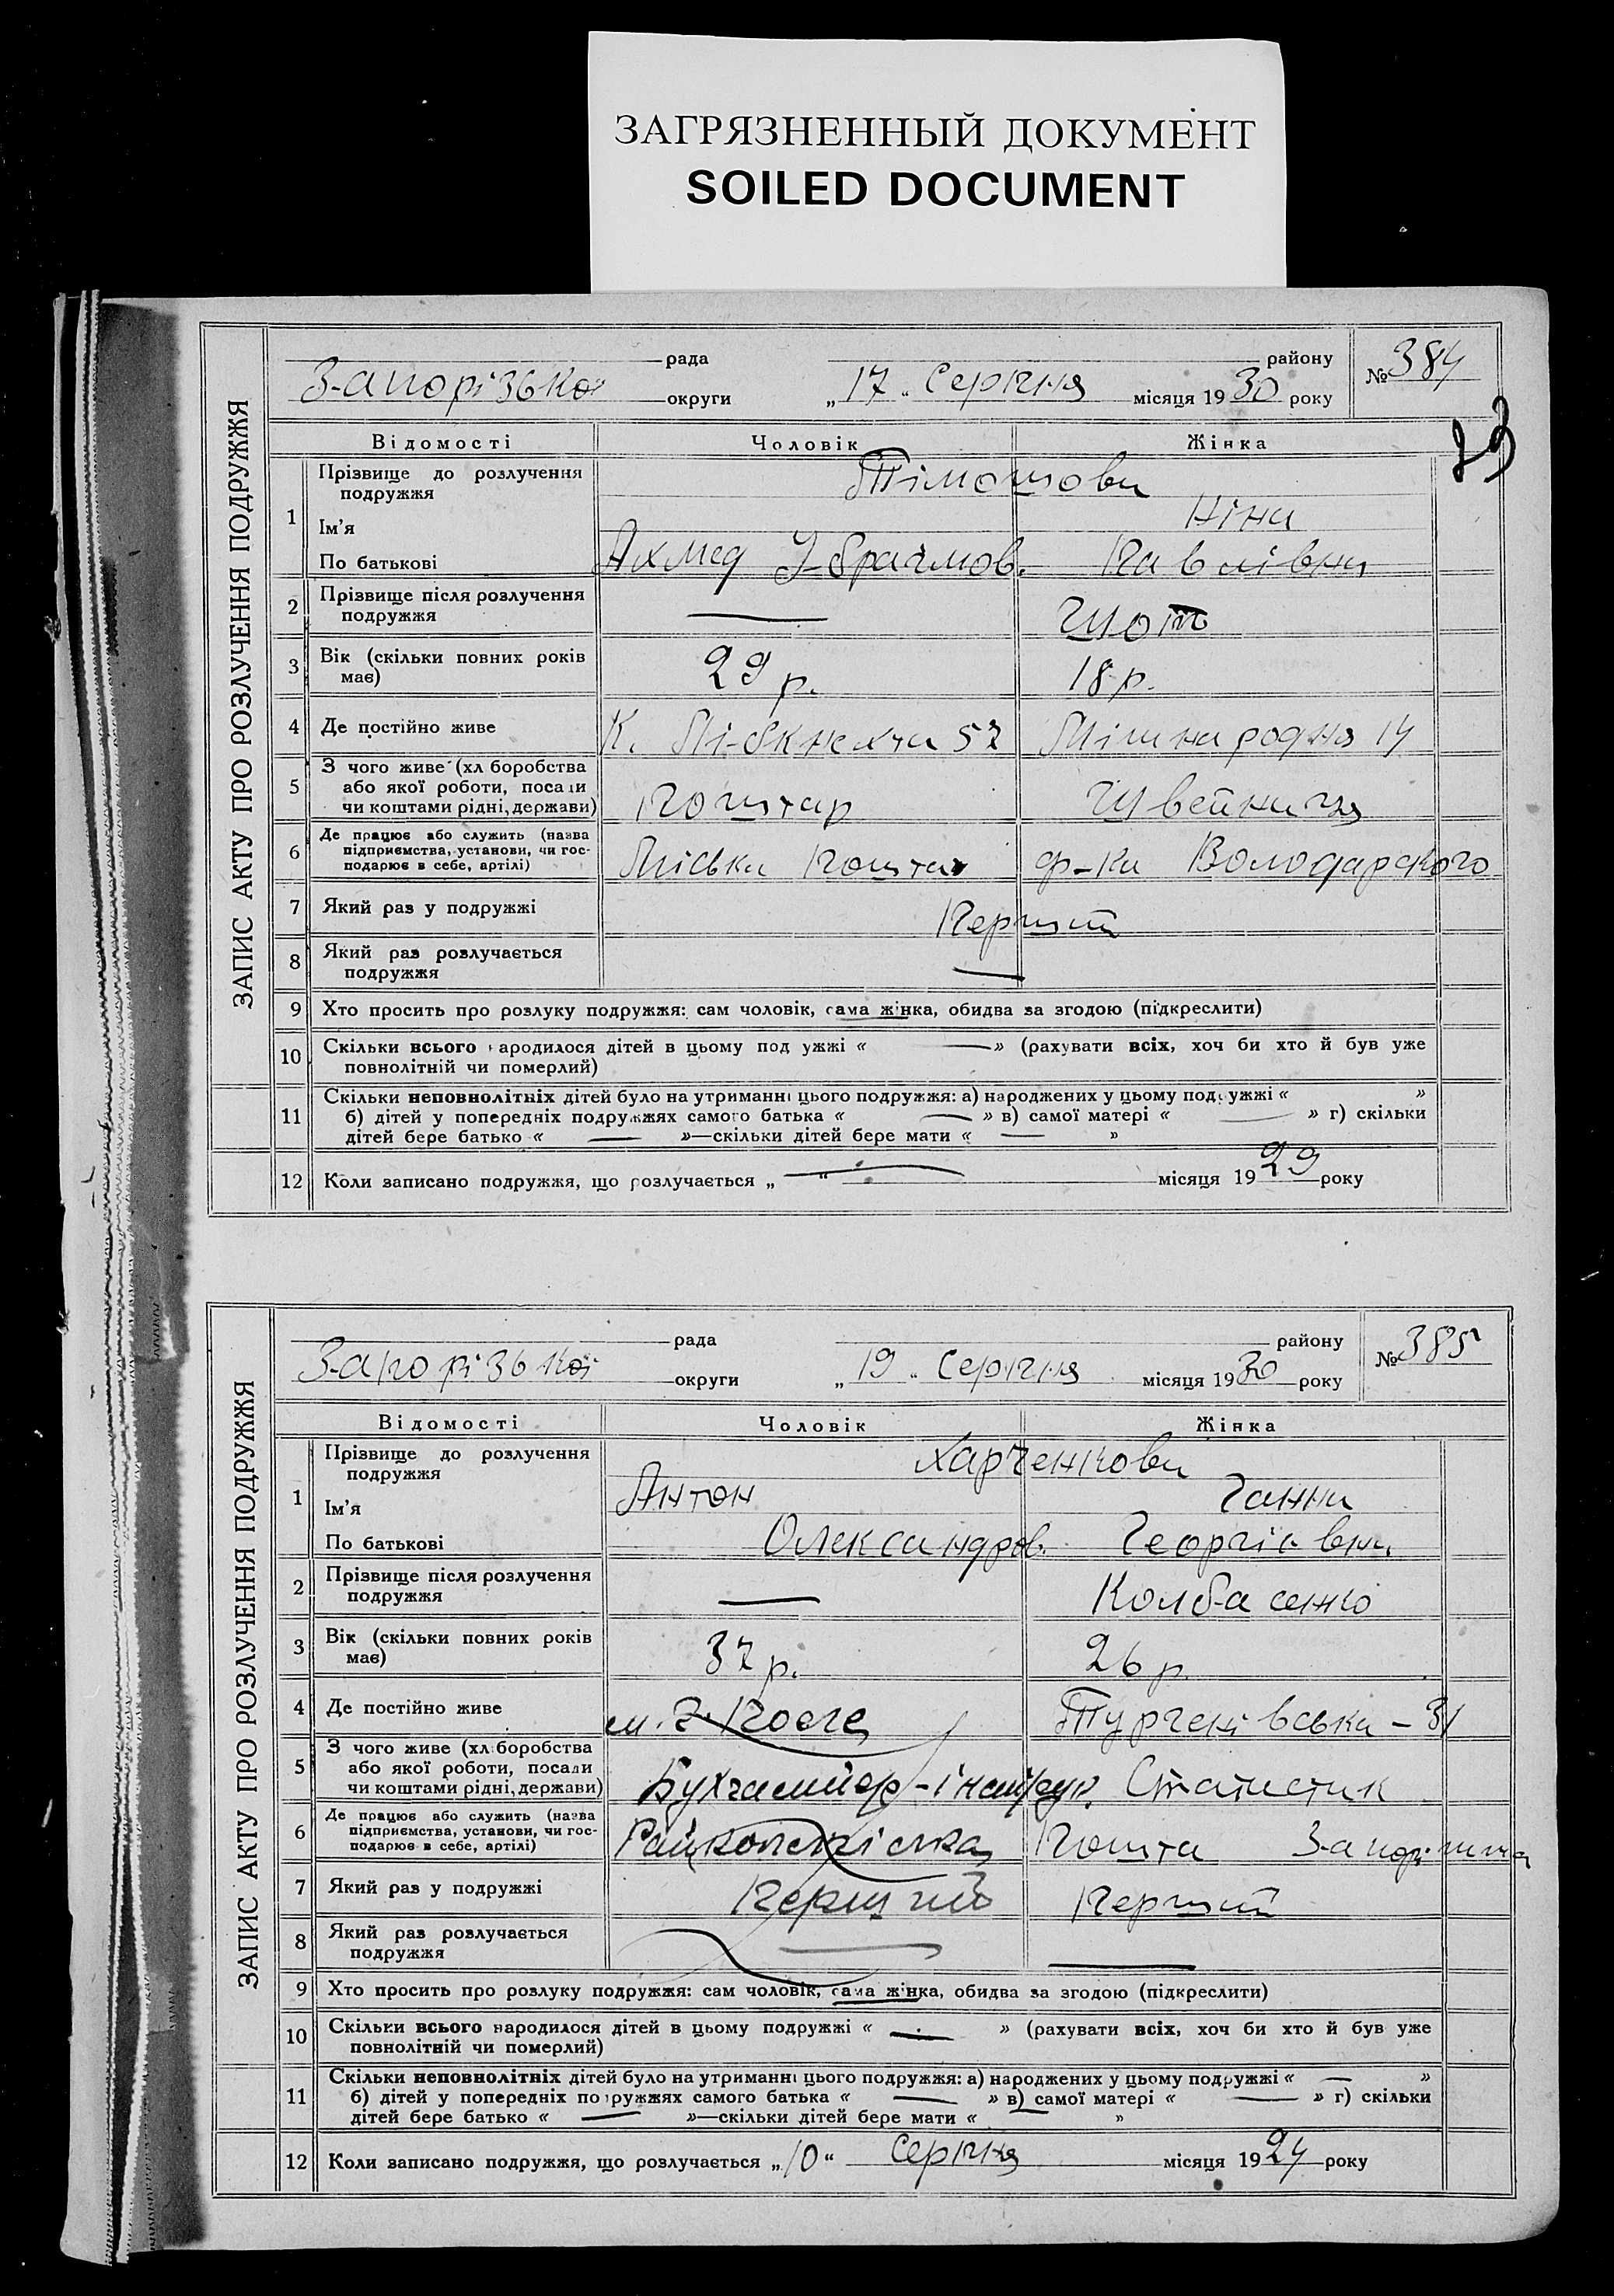 ЗАГРЯЗНЕННЫЙ ДОКУМЕНТ
SOILED DOCUMENT
ЗАПИС АКТУ ПРО РОЗЛУЧЕННЯ ПОДРУЖЖЯ
рада району № 384
Запорізької округи „17“ Серпня місяця 1930 року
Відомості Чоловік Жінка
1 Прізвище до розлучення подружжя Тімошови
Ім'я Ніна
По батькові Ахмед Ібрагімов. Павлівна
2 Прізвище після розлучення подружжя — Шот
3 Вік (скільки повних років має) 29 р. 18 р.
4 Де постійно живе К. Лібкнехта 57 Міжнародна 14
5 З чого живе (хліборобства або якої роботи, посади чи коштами рідні, держави) поштар Швейниця
6 Де працює або служить (назва підприємства, установи, чи господарює в себе, артілі) Міська пошта ф-ка Володарского
7 Який раз у подружжі Перший
8 Який раз розлучається подружжя —
9 Хто просить про розлуку подружжя: сам чоловік, сама жінка, обидва за згодою (підкреслити)
10 Скільки всього народилося дітей в цьому подружжі « — » (рахувати всіх, хоч би хто й був уже
повнолітній чи померлий)
11 Скільки неповнолітніх дітей було на утриманні цього подружжя: а) народжених у цьому подружжі « »
б) дітей у попередніх подружжях самого батька « — » в) самої матері « — » г) скільки
дітей бере батько « — »—скільки дітей бере мати « — »
12 Коли записано подружжя, що розлучається „ — “ місяця 1929 року
ЗАПИС АКТУ ПРО РОЗЛУЧЕННЯ ПОДРУЖЖЯ
рада району № 385
Запорізької округи „19“ Серпня місяця 1930 року
Відомості Чоловік Жінка
1 Прізвище до розлучення подружжя Харченкови
Ім'я Антон Ганна
По батькові Олександров. Георгіевна
2 Прізвище після розлучення подружжя — Колбасенко
3 Вік (скільки повних років має) 37 р. 26 р.
4 Де постійно живе Тургенівська – 31
5 З чого живе (хліборобства або якої роботи, посади чи коштами рідні, держави) Бухгалтер-інструк. Статистик
6 Де працює або служить (назва підприємства, установи, чи господарює в себе, артілі) Пошта Запоріжжа
7 Який раз у подружжі Перший Перший
8 Який раз розлучається подружжя — —
9 Хто просить про розлуку подружжя: сам чоловік, сама жінка, обидва за згодою (підкреслити)
10 Скільки всього народилося дітей в цьому подружжі « — » (рахувати всіх, хоч би хто й був уже
повнолітній чи померлий)
11 Скільки неповнолітніх дітей було на утриманні цього подружжя: а) народжених у цьому подружжі « — »
б) дітей у попередніх подружжях самого батька « — » в) самої матері « — » г) скільки
дітей бере батько « — »—скільки дітей бере мати « — »
12 Коли записано подружжя, що розлучається „10“ Серпня місяця 1924 року